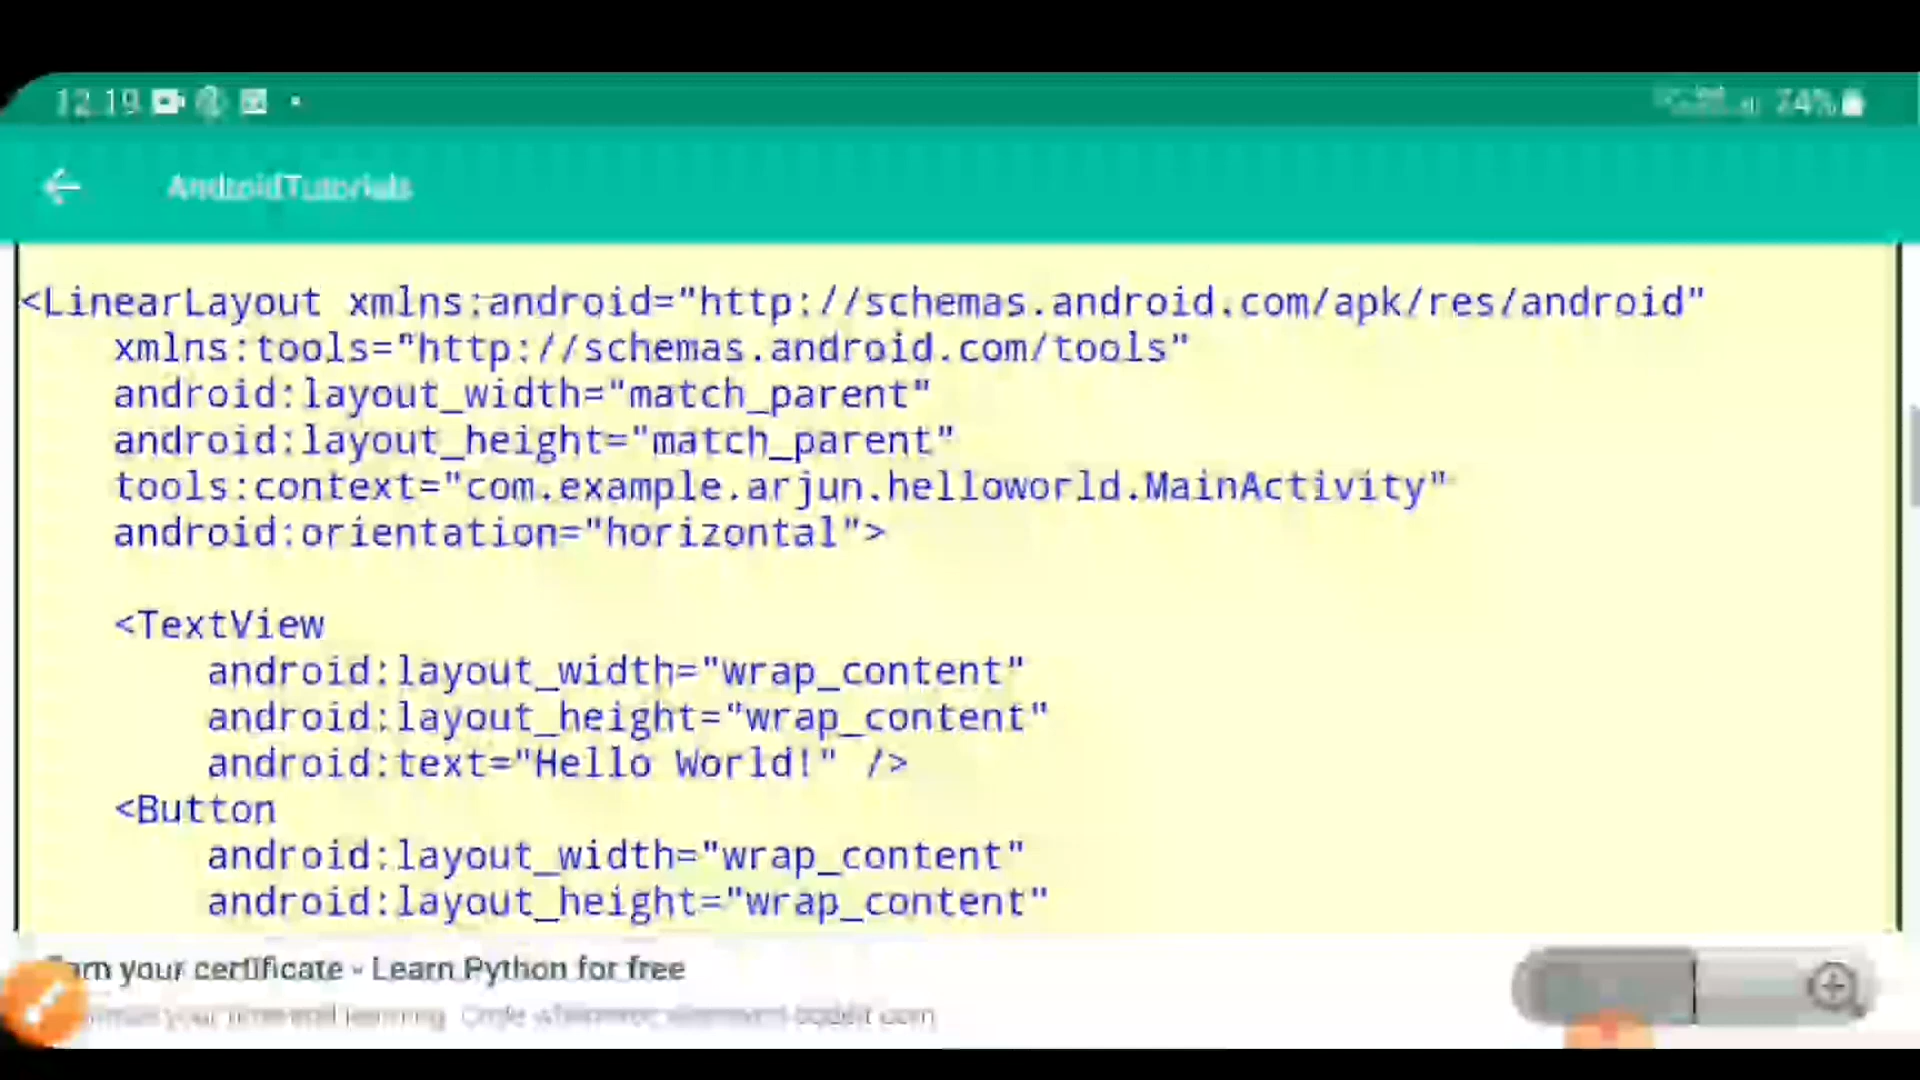 12.19
74%
AndroidTutorials
<LinearLayout xmlns:android="http://schemas.android.com/apk/res/android"
xmlns:tools="http://schemas.android.com/tools"
android:layout_width="match_parent"
android:layout_height="match_parent"
tools:context="com.example.arjun.helloworld.MainActivity"
android:orientation="horizontal">
<TextView
android:layout_width="wrap_content"
android:layout_height="wrap_content"
android:text="Hello World!" />
<Button
android:layout_width="wrap_content"
android:layout_height="wrap_content"
your certificate - Learn Python for free